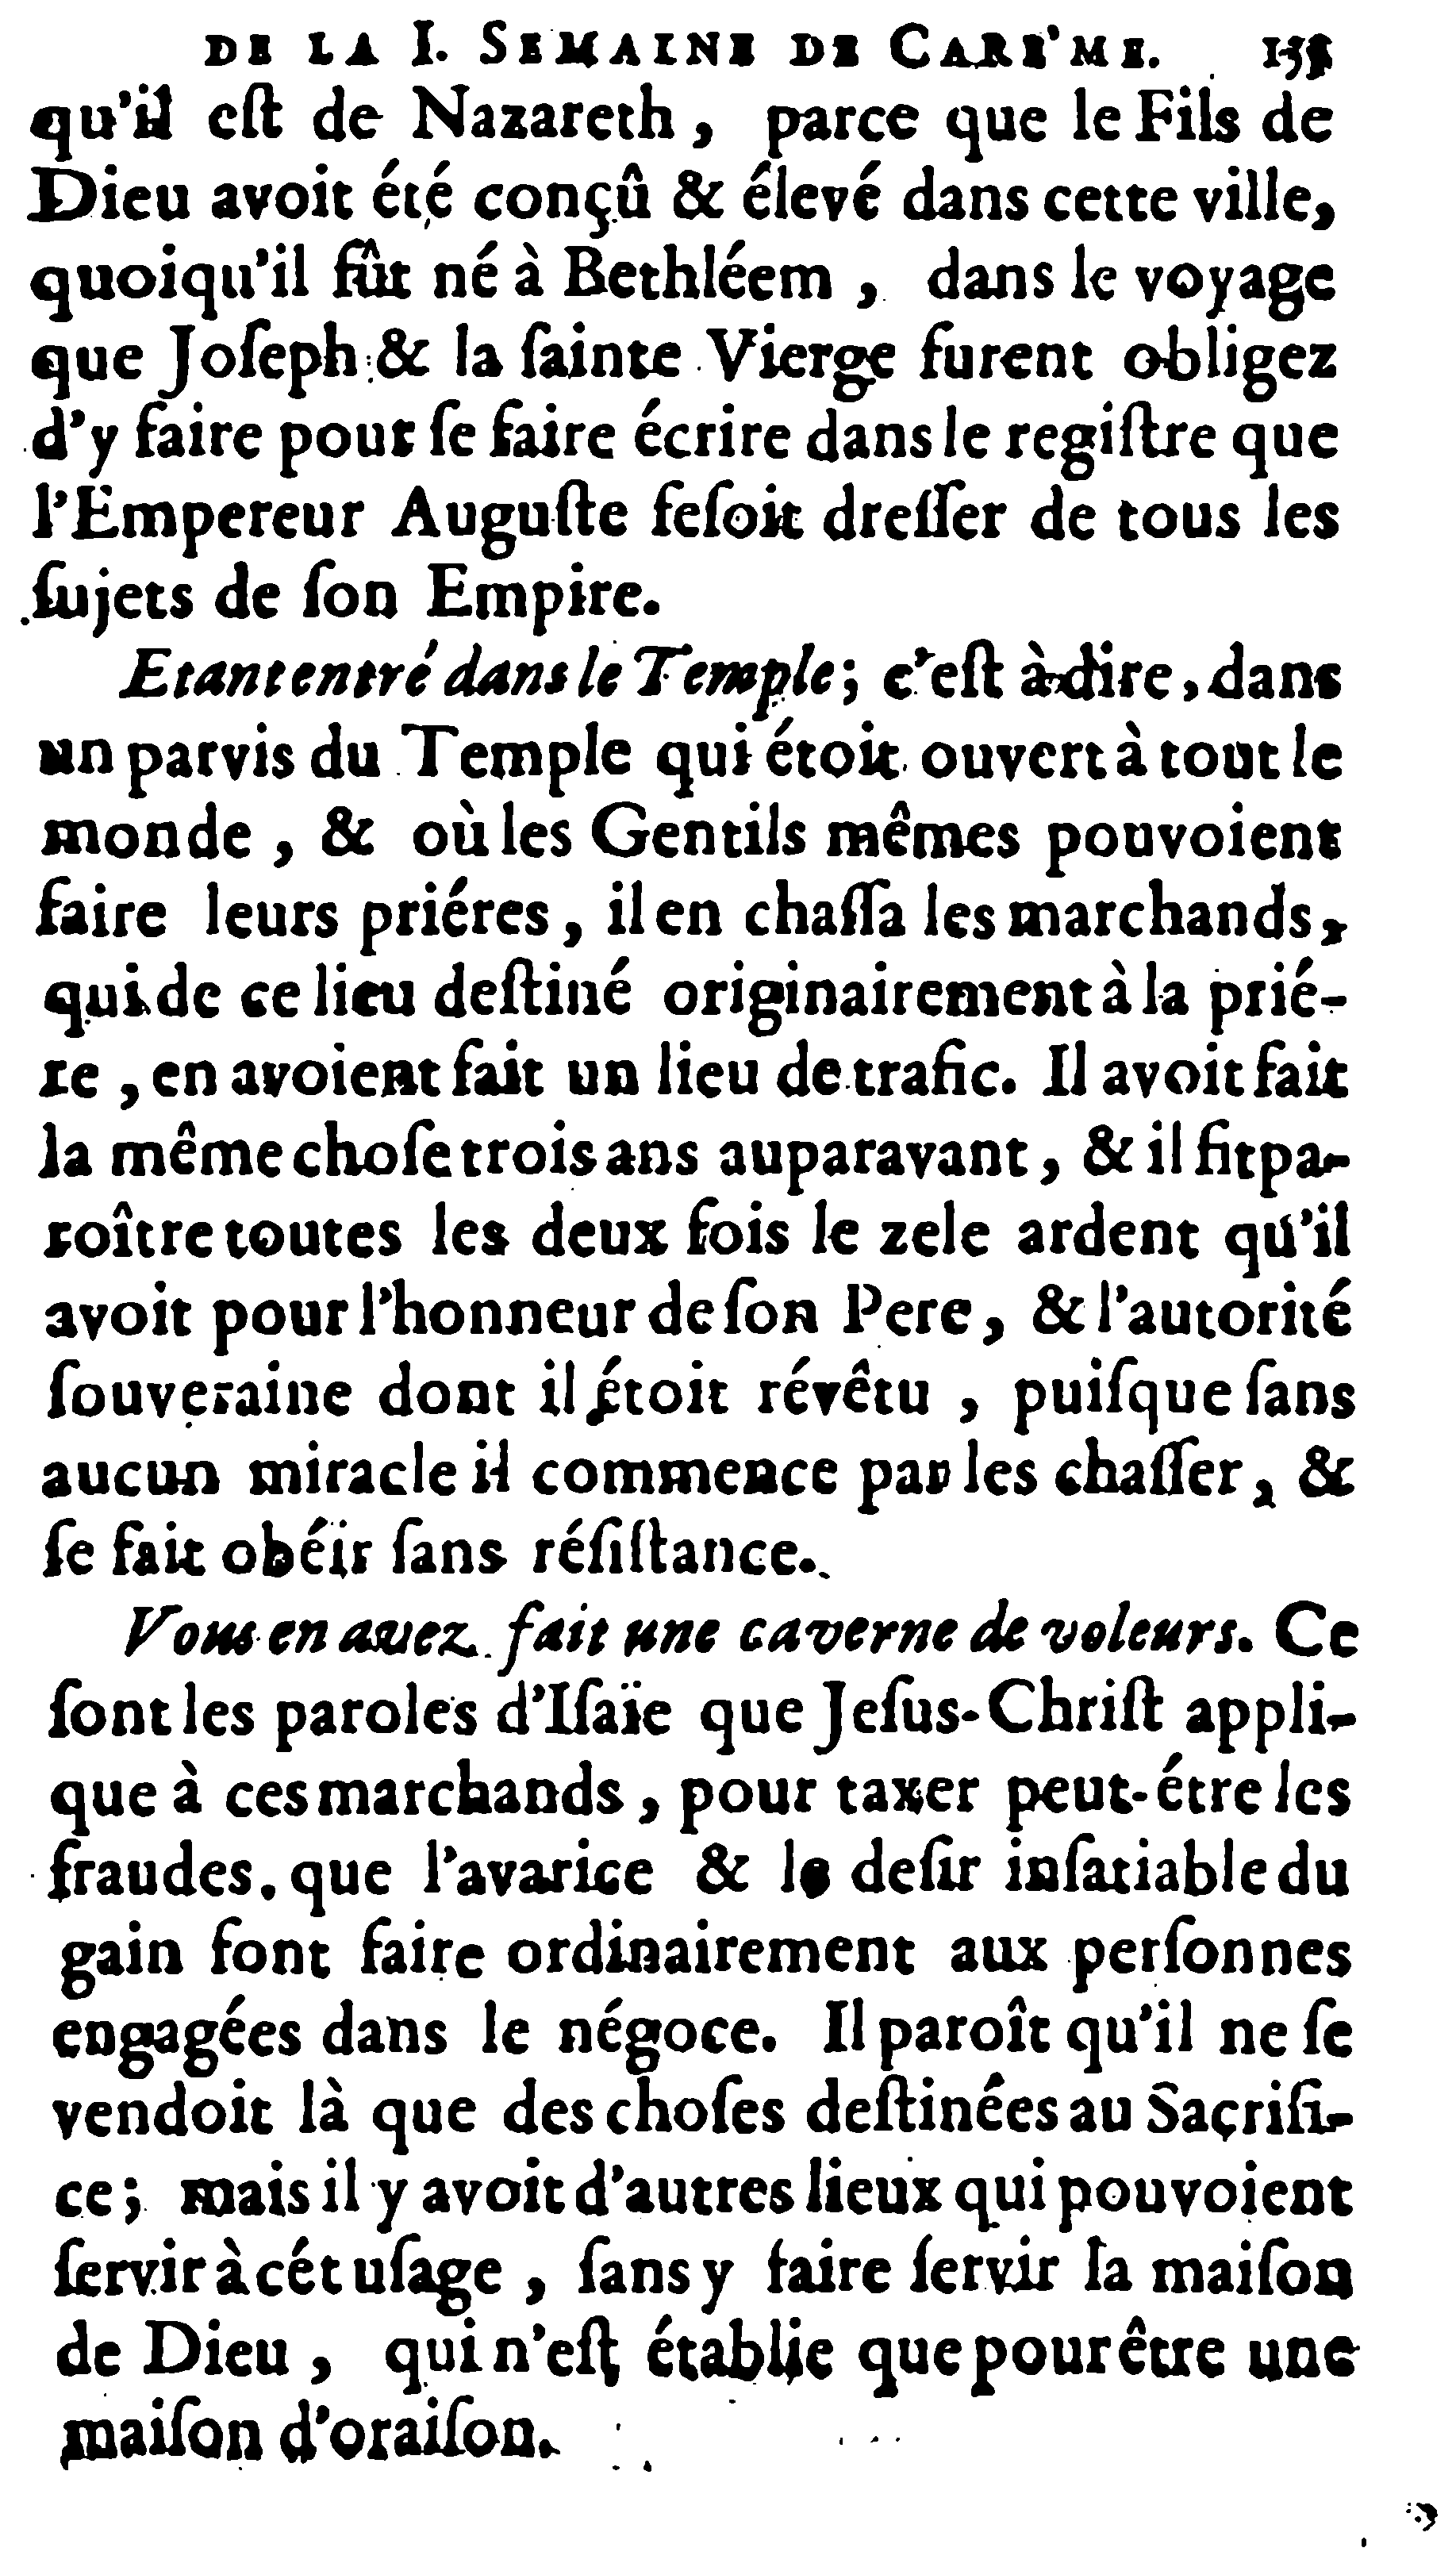 DE LA I. SEMAINE DE CARE'ME. 155
qu'il eſt de Nazareth, parce que le Fils de
Dieu avoit été conçû & élevé dans cette ville,
quoiqu'il fût né à Bethléem, dans le voyage
que Joſeph & la ſainte Vierge furent obligez
d'y faire pour ſe faire écrire dans le regiſtre que
l'Empereur Auguſte feſoit dreſſer de tous les
ſujets de ſon Empire.
Etant entré dans le Temple; c'eſt à-dire, dans
un parvis du Temple qui étoit ouvert à tout le
monde, & où les Gentils mêmes pouvoient
faire leurs priéres, il en chaſſa les marchands,
qui de ce lieu deſtiné originairement à la prié-
re, en avoient fait un lieu de trafic. Il avoit fait
la même choſe trois ans auparavant, & il fit pa-
roître toutes les deux fois le zele ardent qu'il
avoit pour l'honneur de ſon Pere, & l'autorité
ſouveraine dont il étoit révêtu, puiſque ſans
aucun miracle il commence par les chaſſer, &
ſe fait obéïr ſans réſiſtance.
Vous en avez fait une caverne de voleurs. Ce
ſont les paroles d'Iſaïe que Jeſus-Chriſt appli-
que à ces marchands, pour taxer peut-étre les
fraudes. que l'avarice & le deſir inſatiable du
gain font faire ordinairement aux perſonnes
engagées dans le négoce. Il paroît qu'il ne ſe
vendoit là que des choſes deſtinées au Sacriſi-
ce; mais il y avoit d'autres lieux qui pouvoient
ſervir à cét uſage, ſans y faire ſervir la maiſon
de Dieu, qui n'eſt établie que pour être une
maiſon d'oraiſon.